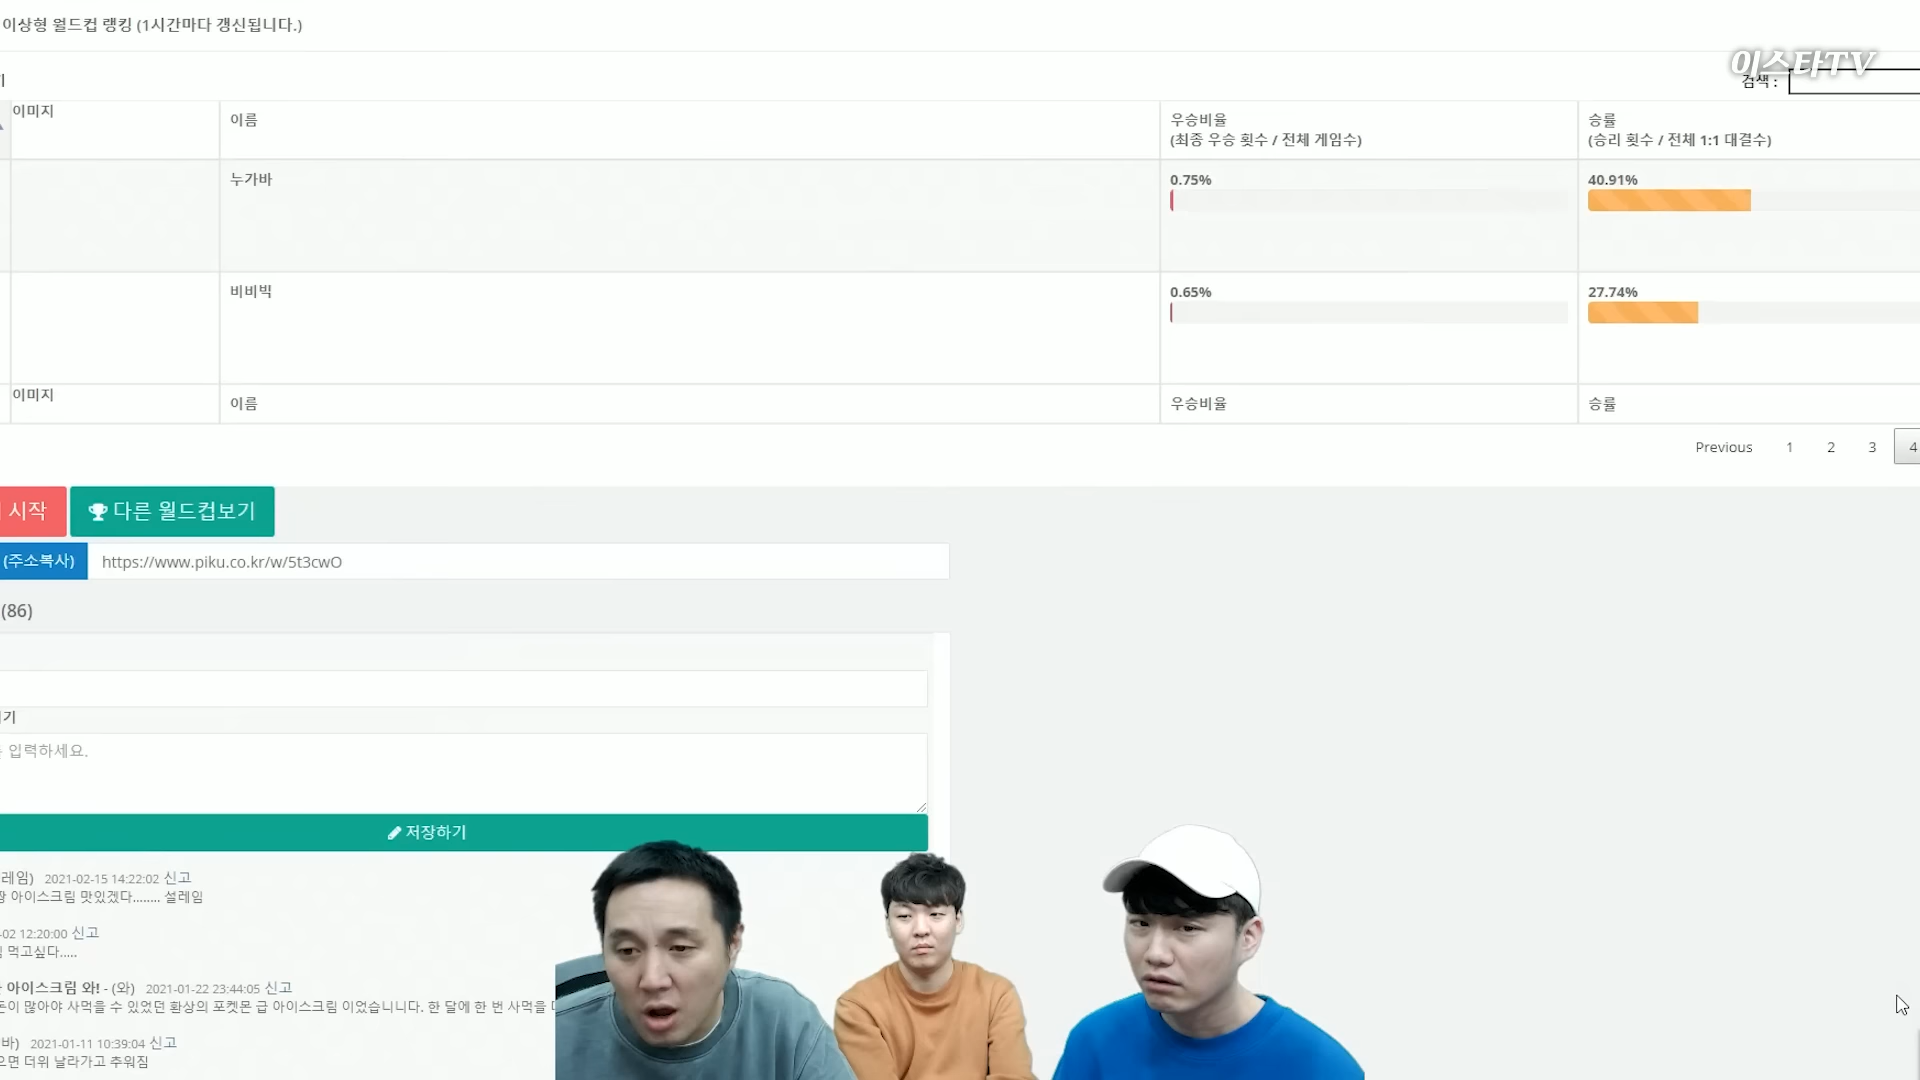 이상형 월드컵 랭킹 (1시간마다 갱신됩니다.)
이스타TV
검색 :
이미지
이름
우승비율
(최종 우승 횟수 / 전체 게임수)
승률
(승리 횟수 / 전체 1:1 대결수)
누가바
0.75%
40.91%
비비빅
0.65%
27.74%
이미지
이름
우승비율
승률
Previous 1 2 3 4
시작
다른 월드컵보기
(주소복사)
https://www.piku.co.kr/w/5t3cwO
(86)
입력하세요.
저장하기
레임) 2021-02-15 14:22:02 신고
아이스크림 맛있겠다........ 설레임
-02 12:20:00 신고
먹고싶다.....
아이스크림 와! - (와) 2021-01-22 23:44:05 신고
돈이 많아야 사먹을 수 있었던 환상의 포켓몬 급 아이스크림 이었습니니다. 한 달에 한 번 사먹을
바) 2021-01-11 10:39:04 신고
으면 더위 날라가고 추워짐